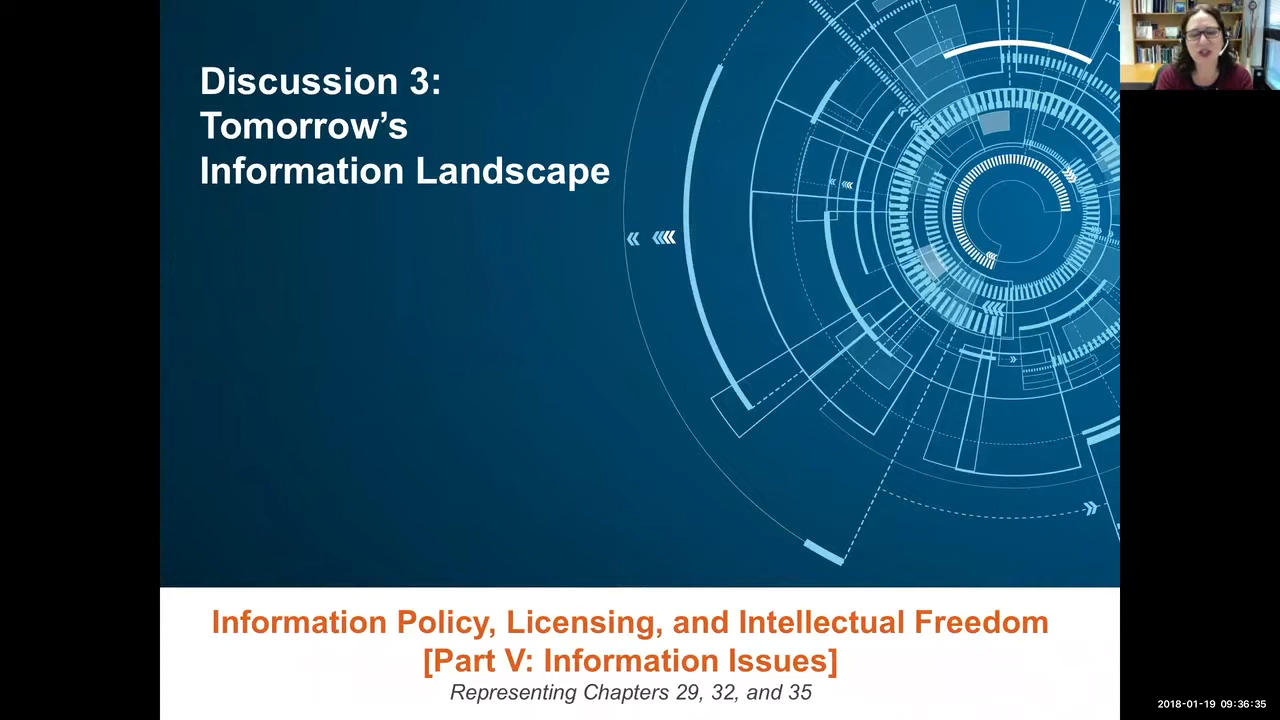 Discussion 3:
Tomorrow’s
Information Landscape
Information Policy, Licensing, and Intellectual Freedom
[Part V: Information Issues]
Representing Chapters 29, 32, and 35
2018-01-19 09:36:35